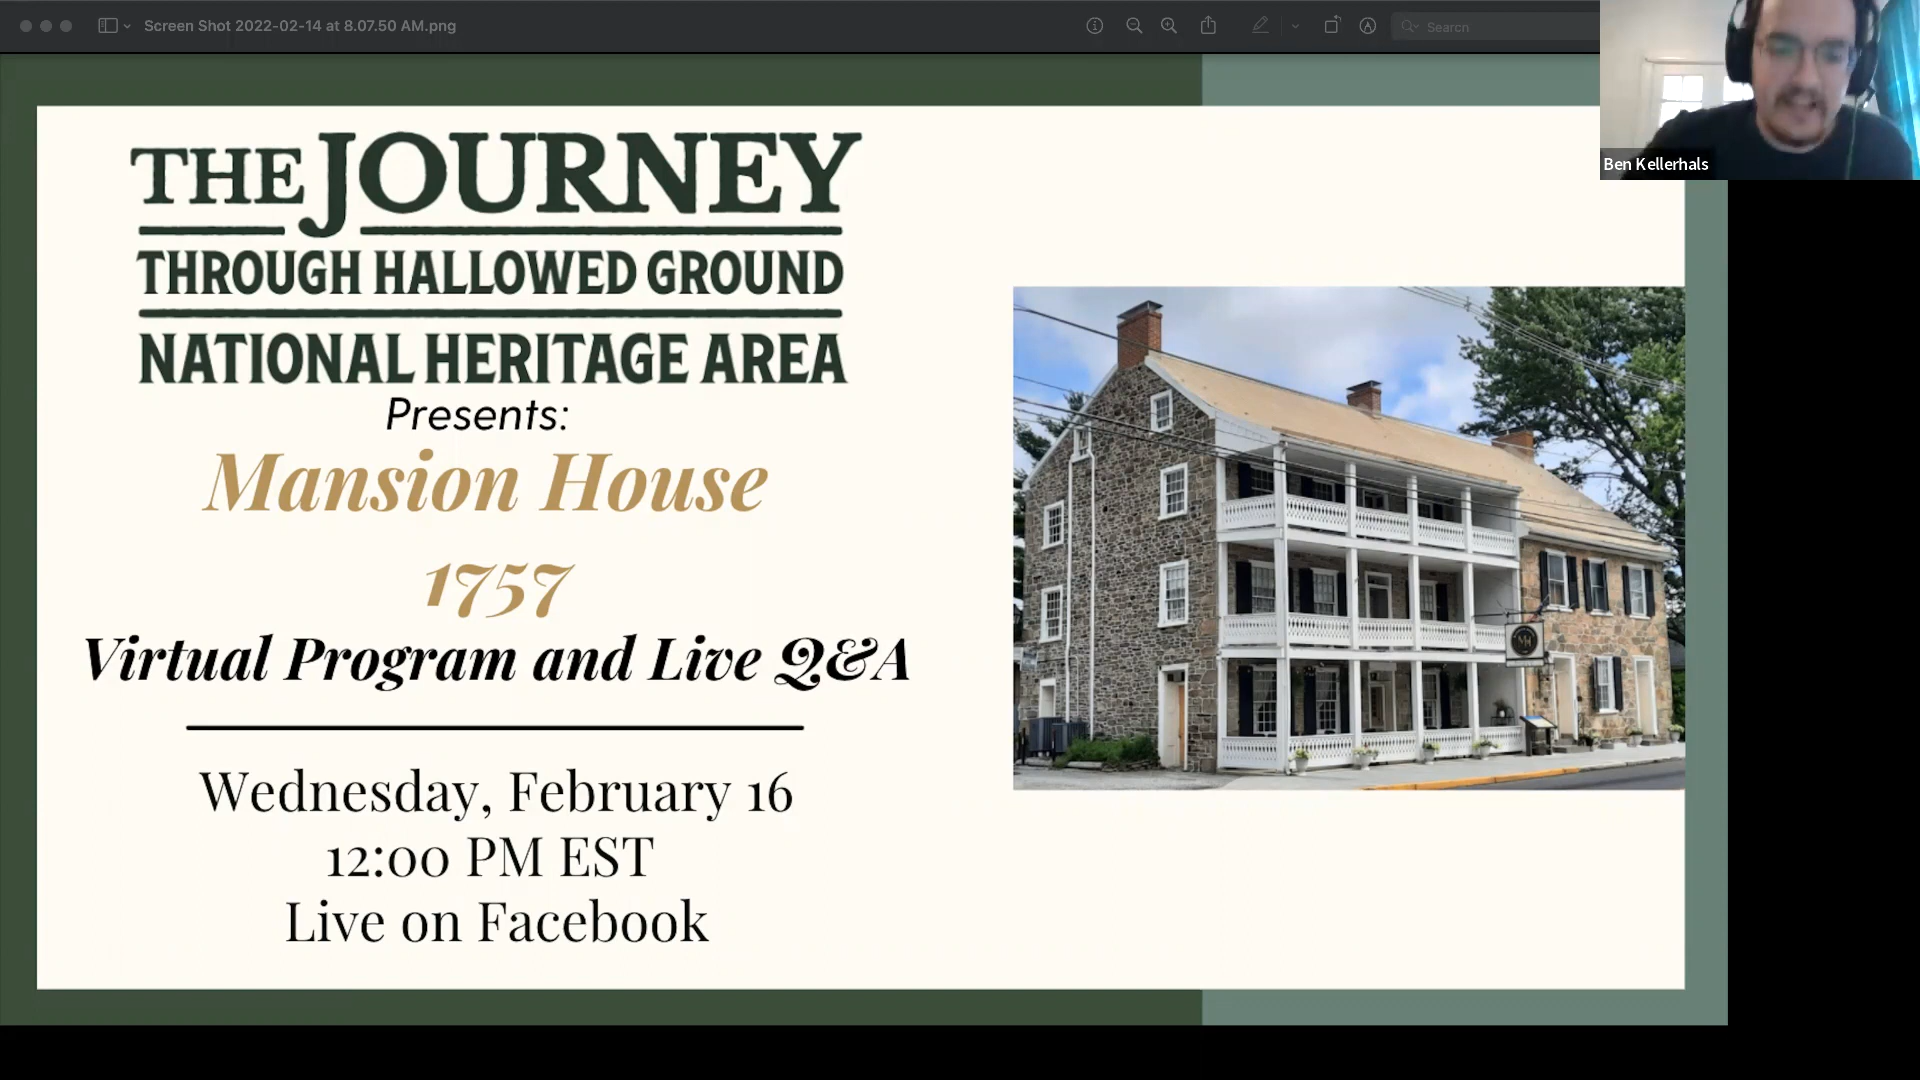 Screen Shot 2022-02-14 at 8.07.50 AM.png
Search
Ben Kellerhals
THE JOURNEY
THROUGH HALLOWED GROUND
NATIONAL HERITAGE AREA
Presents:
Mansion House
1757
Virtual Program and Live Q&A
Wednesday, February 16
12:00 PM EST
Live on Facebook
MH